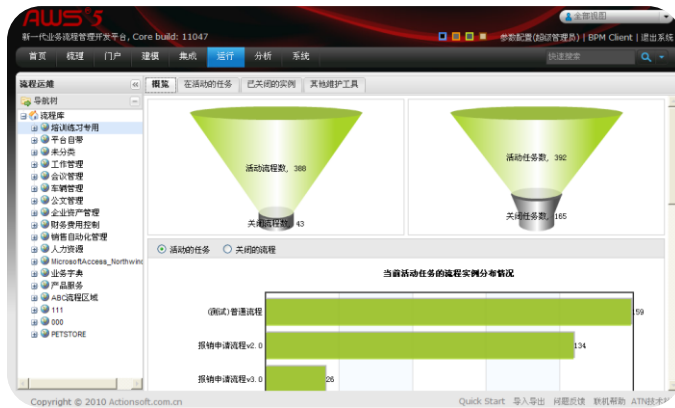 AWS 5
全部视图
新一代业务流程管理开发平台, Core build: 11047
参数配置(超级管理员) | BPM Client | 退出系统
首页 梳理 门户 建模 集成 运行 分析 系统
快速搜索
流程运维
概览 在活动的任务 已关闭的实例 其他维护工具
导航树
流程库
培训练习专用
平台自带
未分类
工作管理
会议管理
车辆管理
公文管理
企业资产管理
财务费用控制
销售自动化管理
人力资源
MicrosoftAccess_Northwind
业务字典
产品服务
ABC流程区域
111
000
PETSTORE
活动流程数, 388
关闭流程数, 43
活动任务数, 392
关闭任务数, 165
活动的任务 关闭的流程
当前活动任务的流程实例分布情况
(测试)普通流程
159
报销申请流程v2.0
134
报销申请流程v3.0
26
Copyright © 2010 Actionsoft.com.cn
Quick Start 导入导出 问题反馈 联机帮助 ATN技术